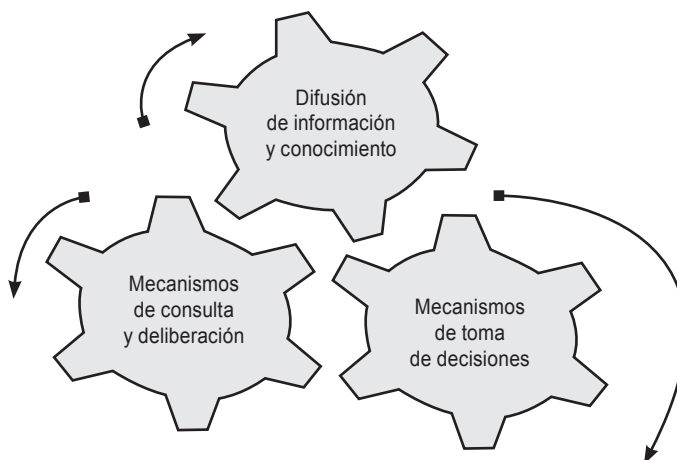 Difusión
de información
y conocimiento
Mecanismos
de consulta
y deliberación
Mecanismos
de toma
de decisiones